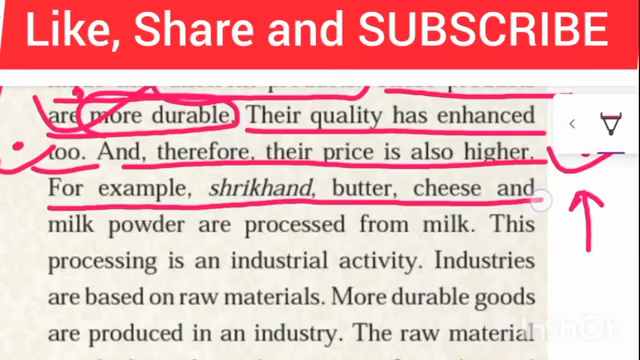 Like, Share and SUBSCRIBE
are more durable. Their quality has enhanced
too. And, therefore, their price is also higher.
For example, shrikhand, butter, cheese and
milk powder are processed from milk. This
processing is an industrial activity. Industries
are based on raw materials. More durable goods
are produced in an industry. The raw material
InShOt